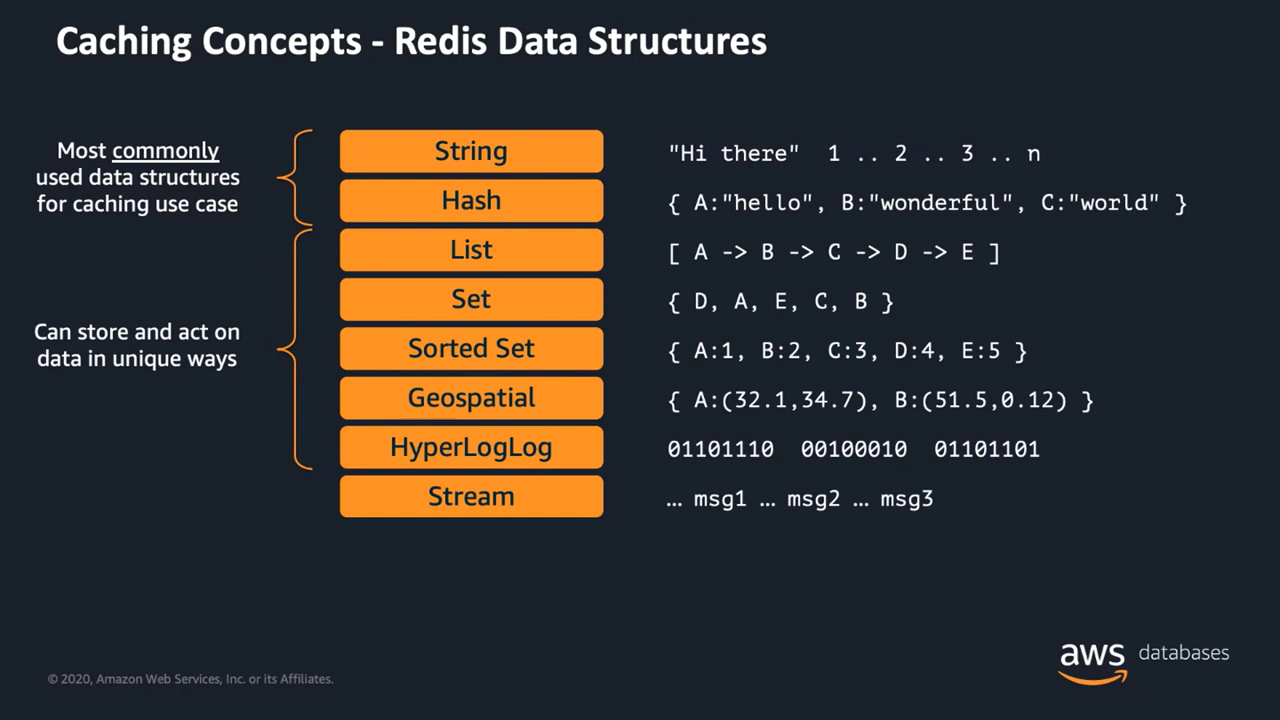 Caching Concepts - Redis Data Structures
Most commonly
used data structures
for caching use case
Can store and act on
data in unique ways
String
"Hi there" 1 .. 2 .. 3 .. n
Hash
{ A:"hello", B:"wonderful", C:"world" }
List
[ A -> B -> C -> D -> E ]
Set
{ D, A, E, C, B }
Sorted Set
{ A:1, B:2, C:3, D:4, E:5 }
Geospatial
{ A:(32.1,34.7), B:(51.5,0.12) }
HyperLogLog
01101110 00100010 01101101
Stream
… msg1 … msg2 … msg3
© 2020, Amazon Web Services, Inc. or its Affiliates.
aws databases